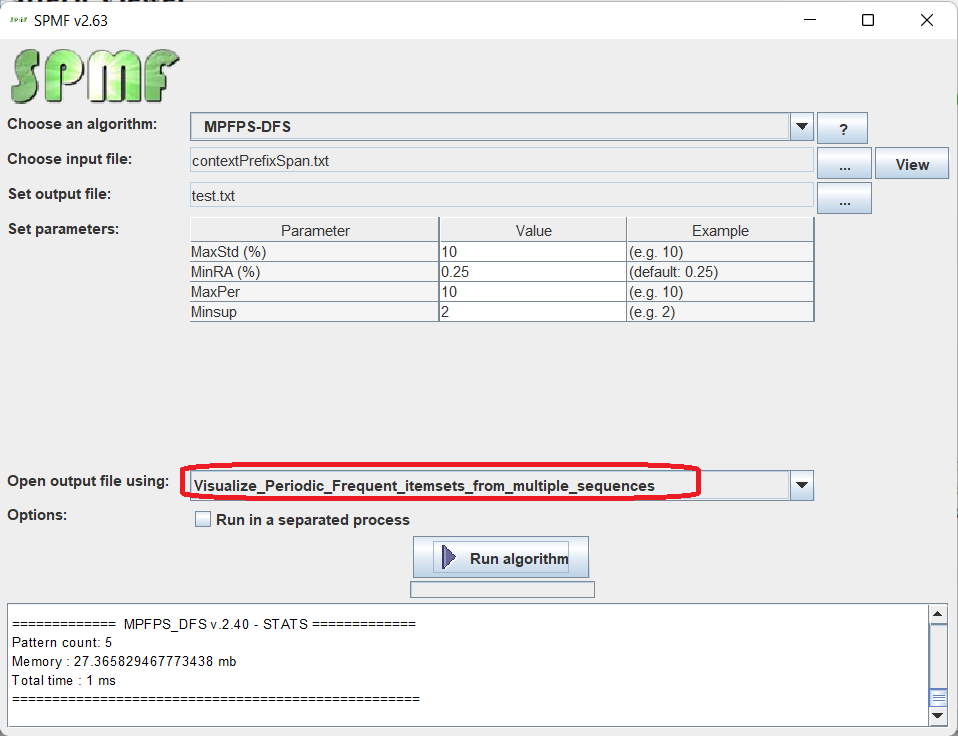 SPMF SPMF v2.63
SPMF
Choose an algorithm: MPFPS-DFS ?
Choose input file: contextPrefixSpan.txt ... View
Set output file: test.txt ...
Set parameters: Parameter Value Example
MaxStd (%) 10 (e.g. 10)
MinRA (%) 0.25 (default: 0.25)
MaxPer 10 (e.g. 10)
Minsup 2 (e.g. 2)
Open output file using: Visualize_Periodic_Frequent_itemsets_from_multiple_sequences
Options: Run in a separated process
Run algorithm
============= MPFPS_DFS v.2.40 - STATS =============
Pattern count: 5
Memory : 27.365829467773438 mb
Total time : 1 ms
===================================================